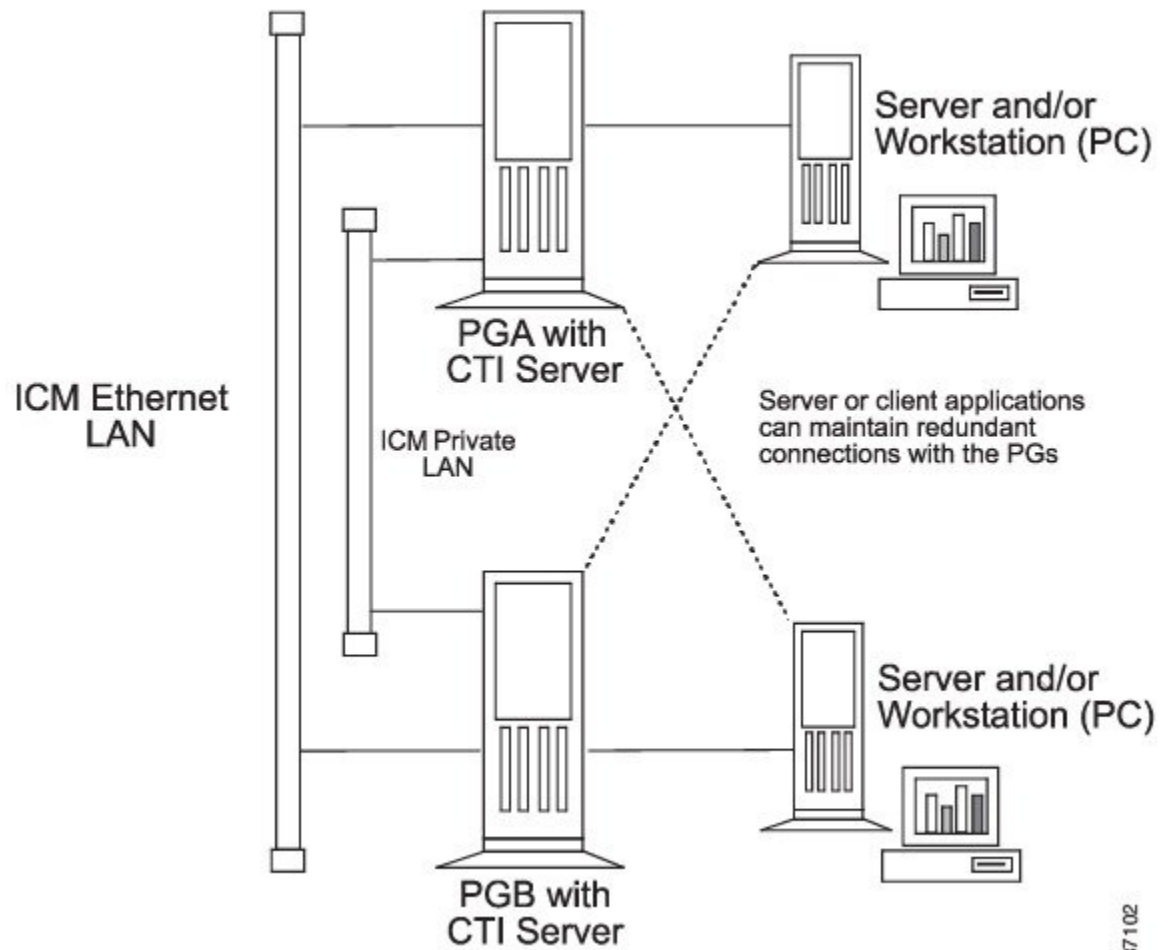 Server and/or
Workstation (PC)
PGA with
CTI Server
ICM Ethernet
LAN
ICM Private
LAN
Server or client applications
can maintain redundant
connections with the PGs
Server and/or
Workstation (PC)
PGB with
CTI Server